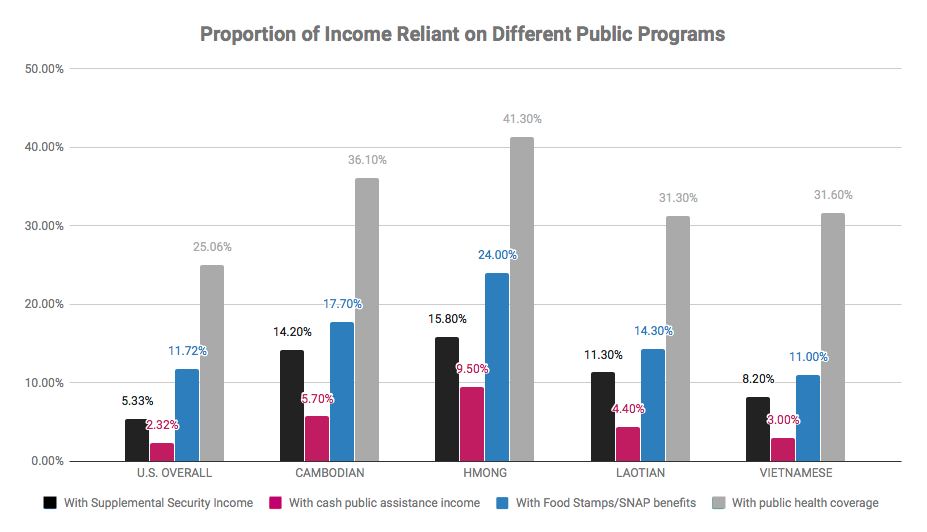 Proportion of Income Reliant on Different Public Programs
50.00%
40.00%
30.00%
20.00%
10.00%
0.00%
5.33%
2.32%
11.72%
25.06%
14.20%
5.70%
17.70%
36.10%
15.80%
9.50%
24.00%
41.30%
11.30%
4.40%
14.30%
31.30%
8.20%
3.00%
11.00%
31.60%
U.S. OVERALL
CAMBODIAN
HMONG
LAOTIAN
VIETNAMESE
With Supplemental Security Income
With cash public assistance income
With Food Stamps/SNAP benefits
With public health coverage